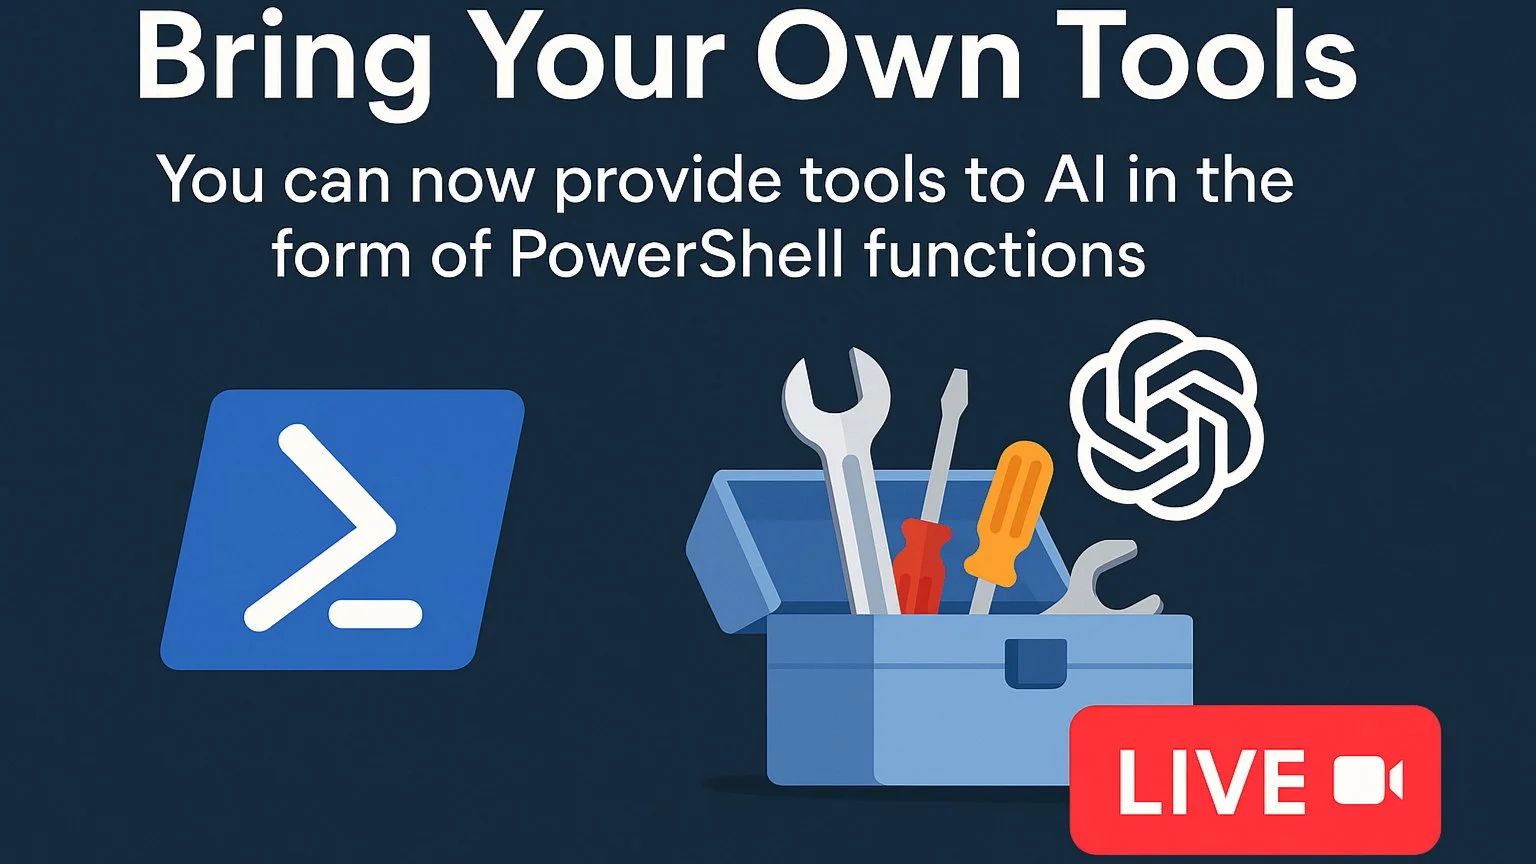 Bring Your Own Tools
You can now provide tools to AI in the
form of PowerShell functions
LIVE